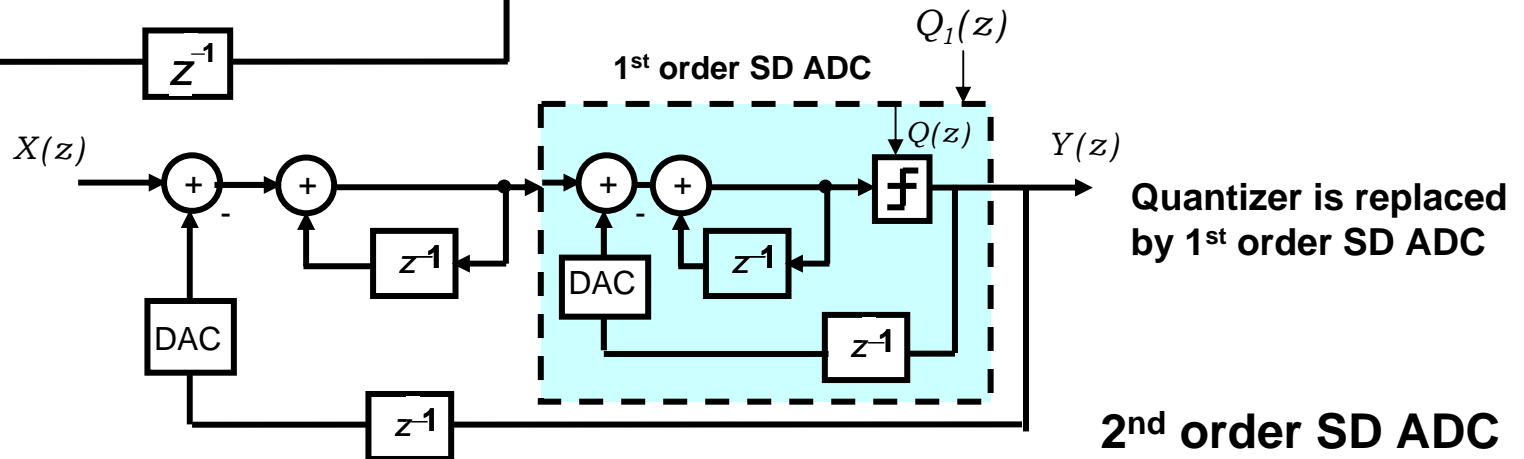 z⁻¹
Q₁(z)
1st order SD ADC
X(z)
Q(z)
Y(z)
+
+
+
+
-
-
Quantizer is replaced
by 1st order SD ADC
z⁻¹
z⁻¹
DAC
DAC
z⁻¹
z⁻¹
2nd order SD ADC